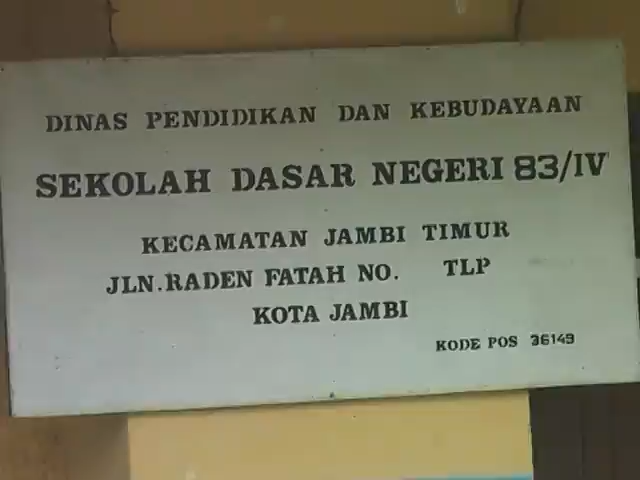 DINAS PENDIDIKAN DAN KEBUDAYAAN
SEKOLAH DASAR NEGERI 83/IV
KECAMATAN JAMBI TIMUR
JLN.RADEN FATAH NO. TLP
KOTA JAMBI
KODE POS 36149